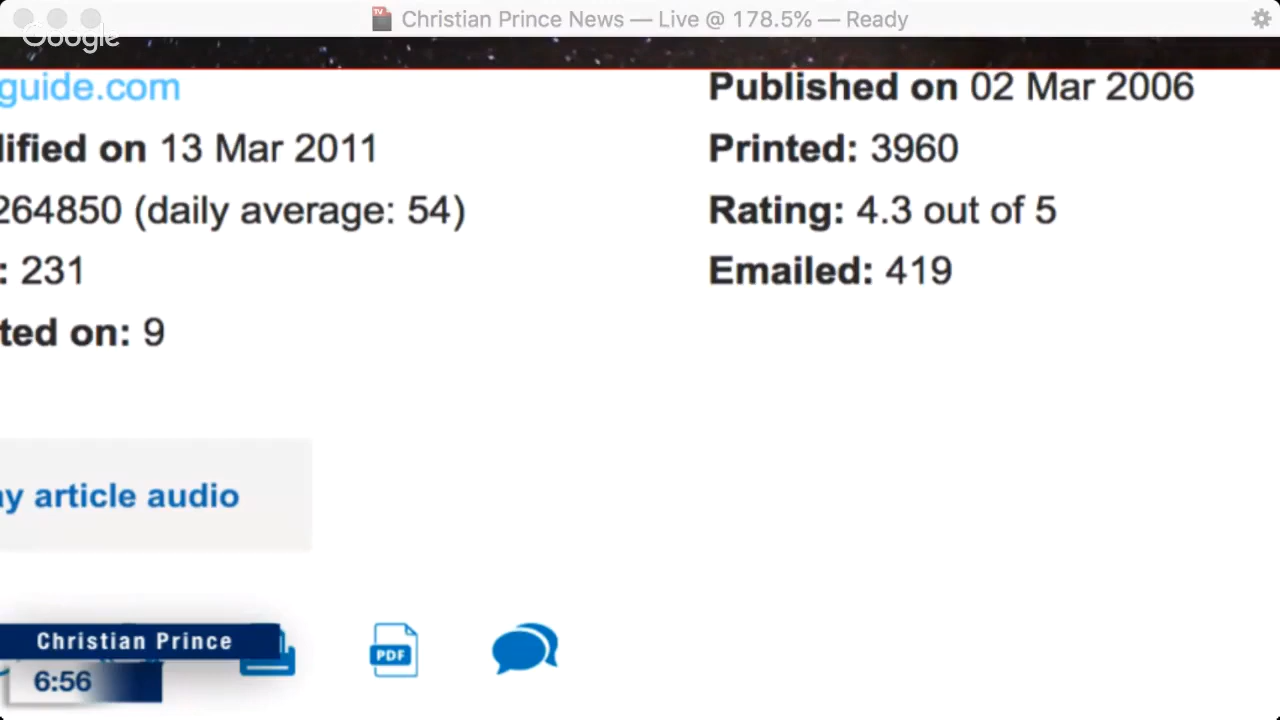 Christian Prince News — Live @ 178.5% — Ready
Google
guide.com
Published on 02 Mar 2006
lified on 13 Mar 2011
Printed: 3960
264850 (daily average: 54)
Rating: 4.3 out of 5
: 231
Emailed: 419
ted on: 9
ay article audio
Christian Prince
PDF
6:56